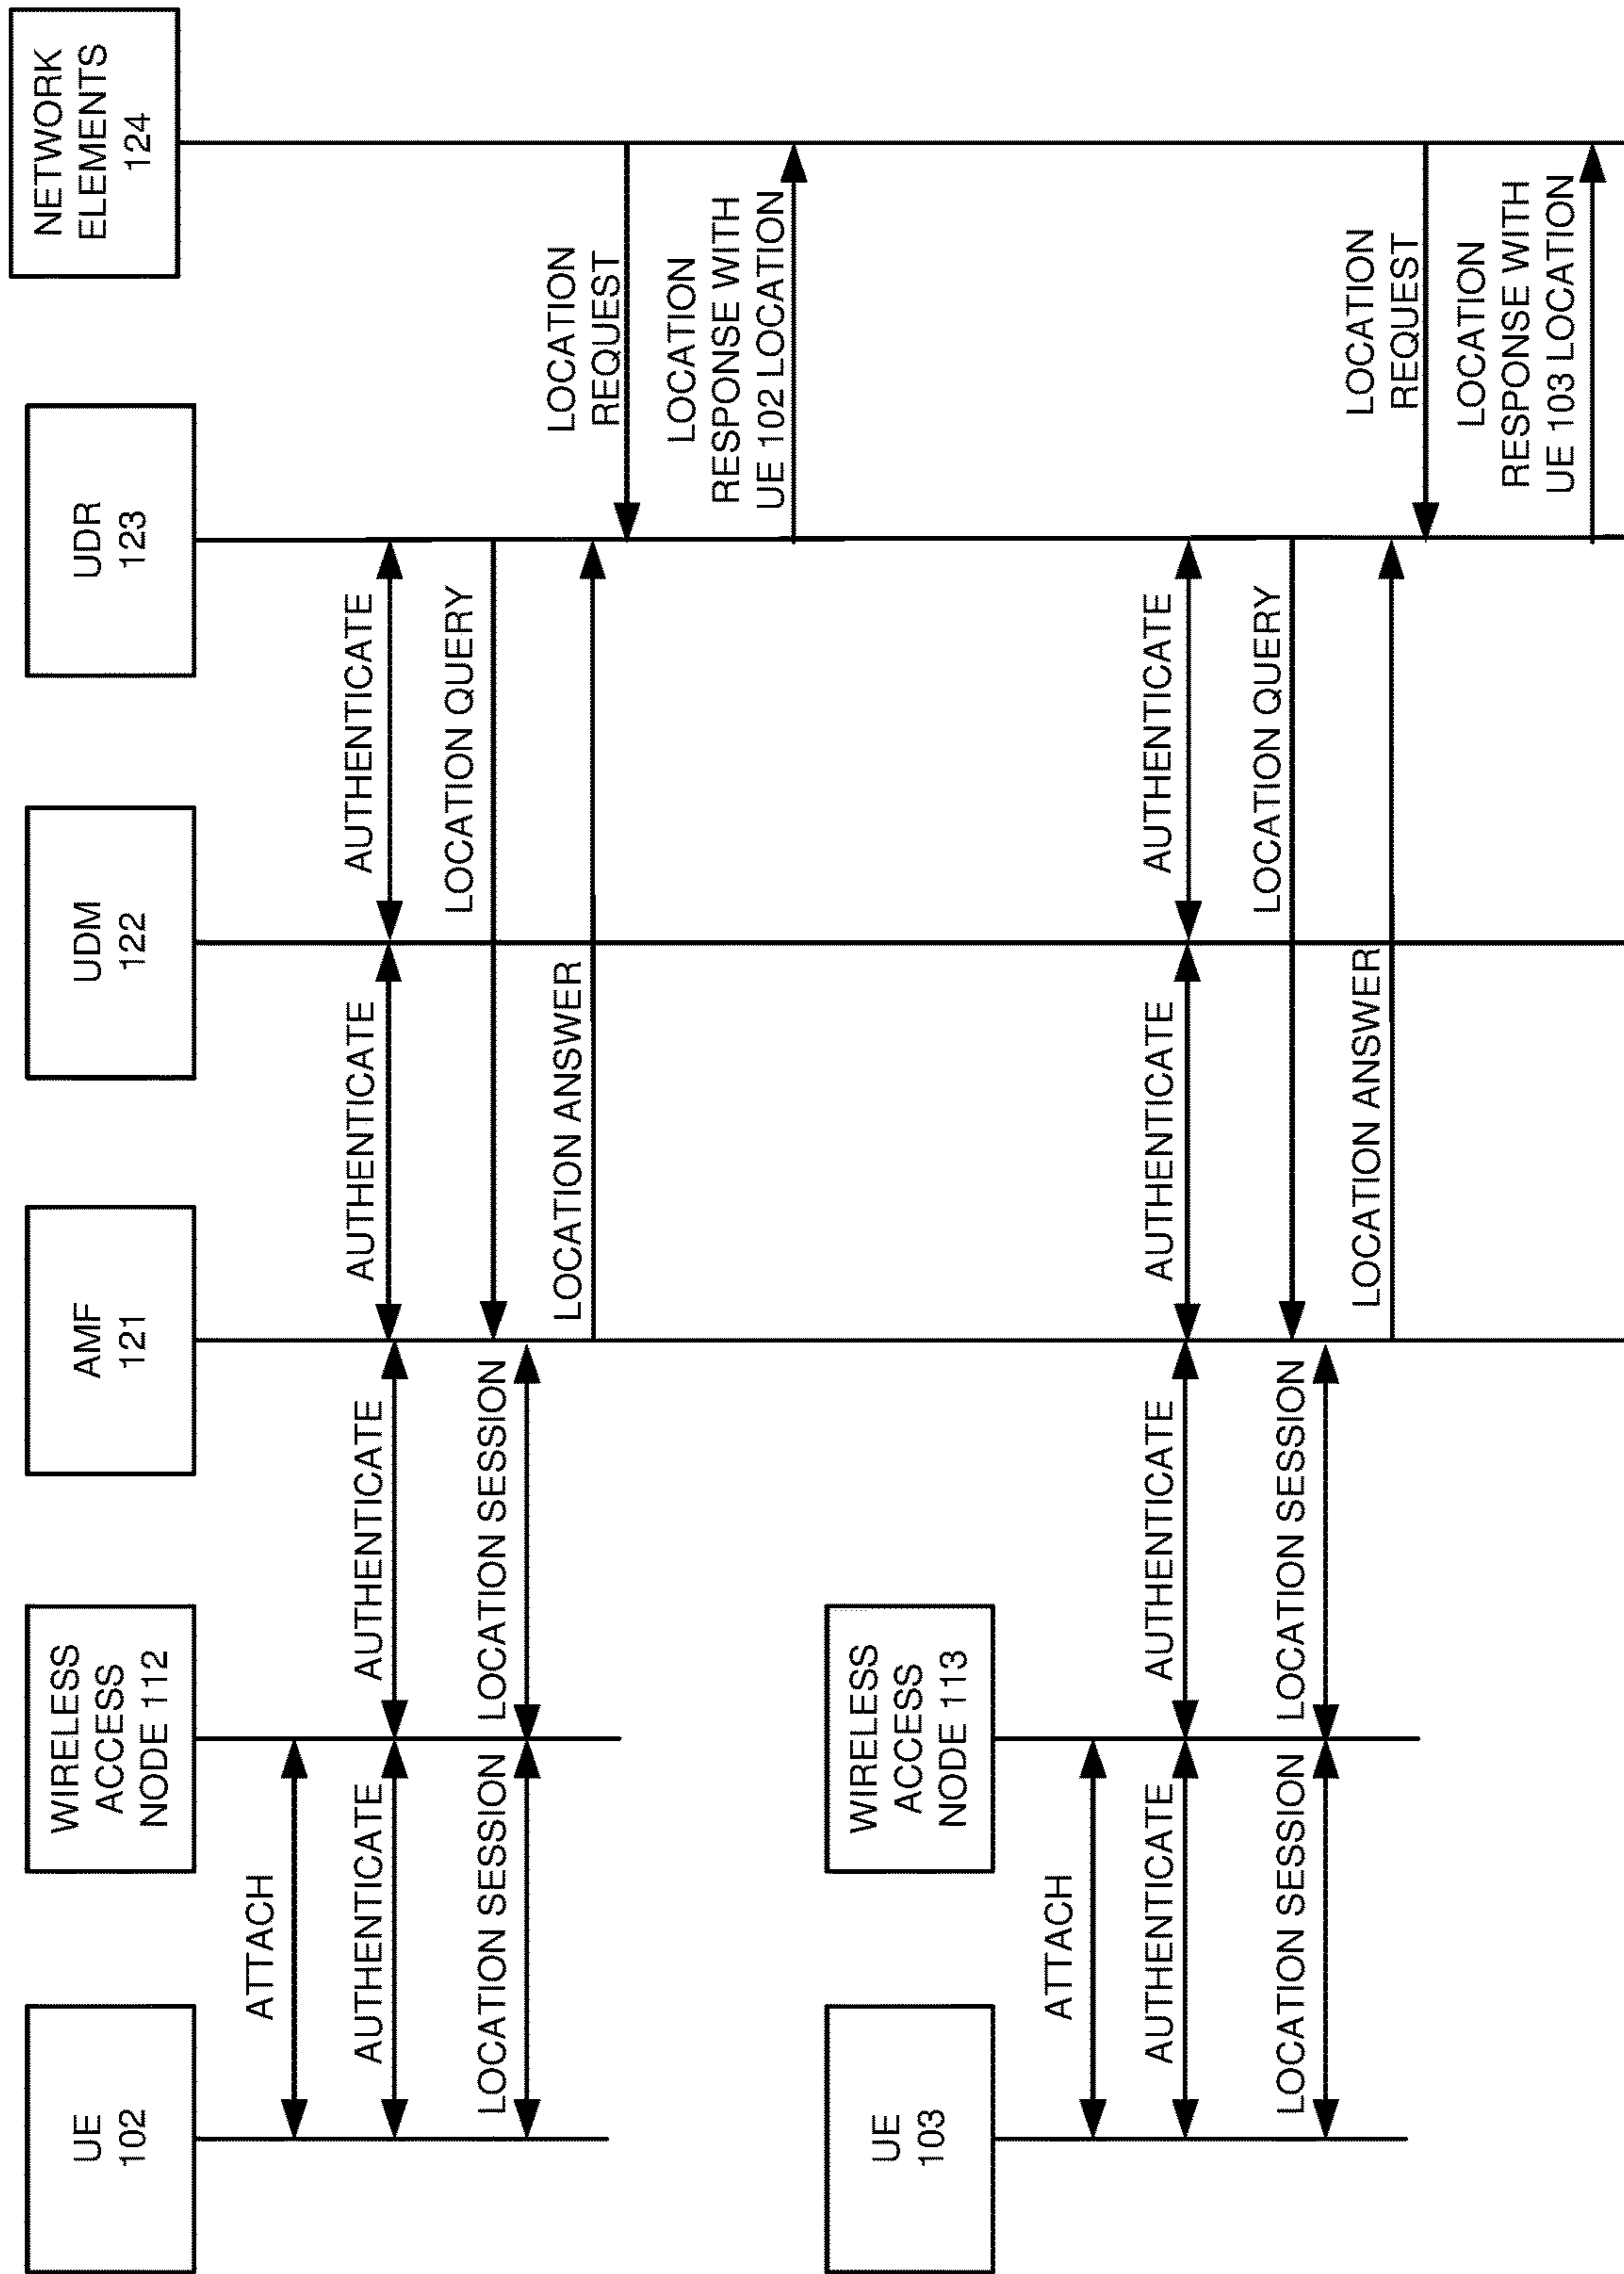 UE
102
WIRELESS
ACCESS
NODE 112
AMF
121
UDM
122
UDR
123
NETWORK
ELEMENTS
124
ATTACH
AUTHENTICATE
AUTHENTICATE
AUTHENTICATE
AUTHENTICATE
LOCATION SESSION
LOCATION SESSION
LOCATION QUERY
LOCATION ANSWER
LOCATION
REQUEST
LOCATION
RESPONSE WITH
UE 102 LOCATION
UE
103
WIRELESS
ACCESS
NODE 113
ATTACH
AUTHENTICATE
AUTHENTICATE
AUTHENTICATE
AUTHENTICATE
LOCATION SESSION
LOCATION SESSION
LOCATION QUERY
LOCATION ANSWER
LOCATION
REQUEST
LOCATION
RESPONSE WITH
UE 103 LOCATION